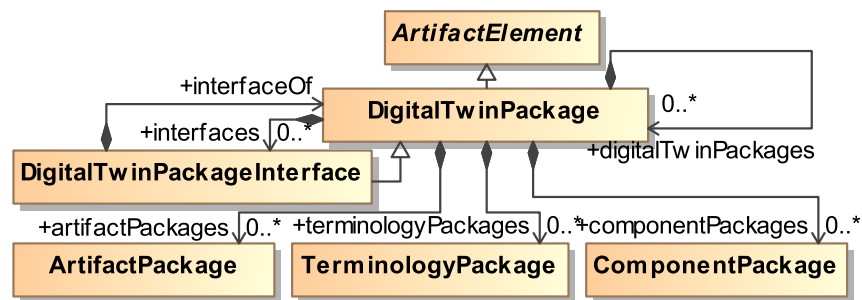 ArtifactElement
+interfaceOf
DigitalTwinPackage
0..*
+interfaces
0..*
+digitalTwinPackages
DigitalTwinPackageInterface
+artifactPackages
0..*
+terminologyPackages
0..*
+componentPackages
0..*
ArtifactPackage
TerminologyPackage
ComponentPackage